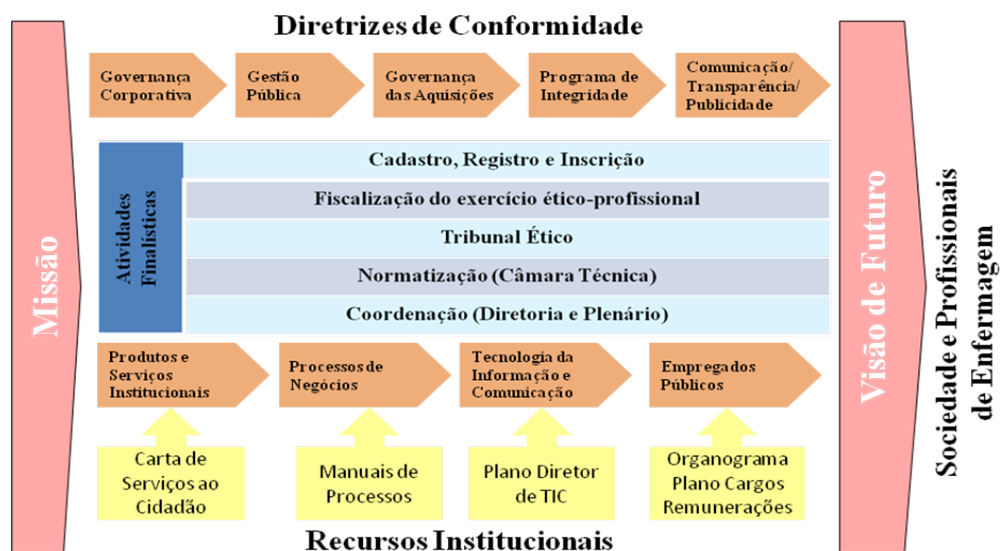 Diretrizes de Conformidade
Missão
Governança
Corporativa
Gestão
Pública
Governança
das Aquisições
Programa de
Integridade
Comunicação/
Transparência/
Publicidade
Atividades
Finalísticas
Cadastro, Registro e Inscrição
Fiscalização do exercício ético-profissional
Tribunal Ético
Normatização (Câmara Técnica)
Coordenação (Diretoria e Plenário)
Produtos e
Serviços
Institucionais
Processos de
Negócios
Tecnologia da
Informação e
Comunicação
Empregados
Públicos
Carta de
Serviços ao
Cidadão
Manuais de
Processos
Plano Diretor
de TIC
Organograma
Plano Cargos
Remunerações
Recursos Institucionais
Visão de Futuro
Sociedade e Profissionais
de Enfermagem